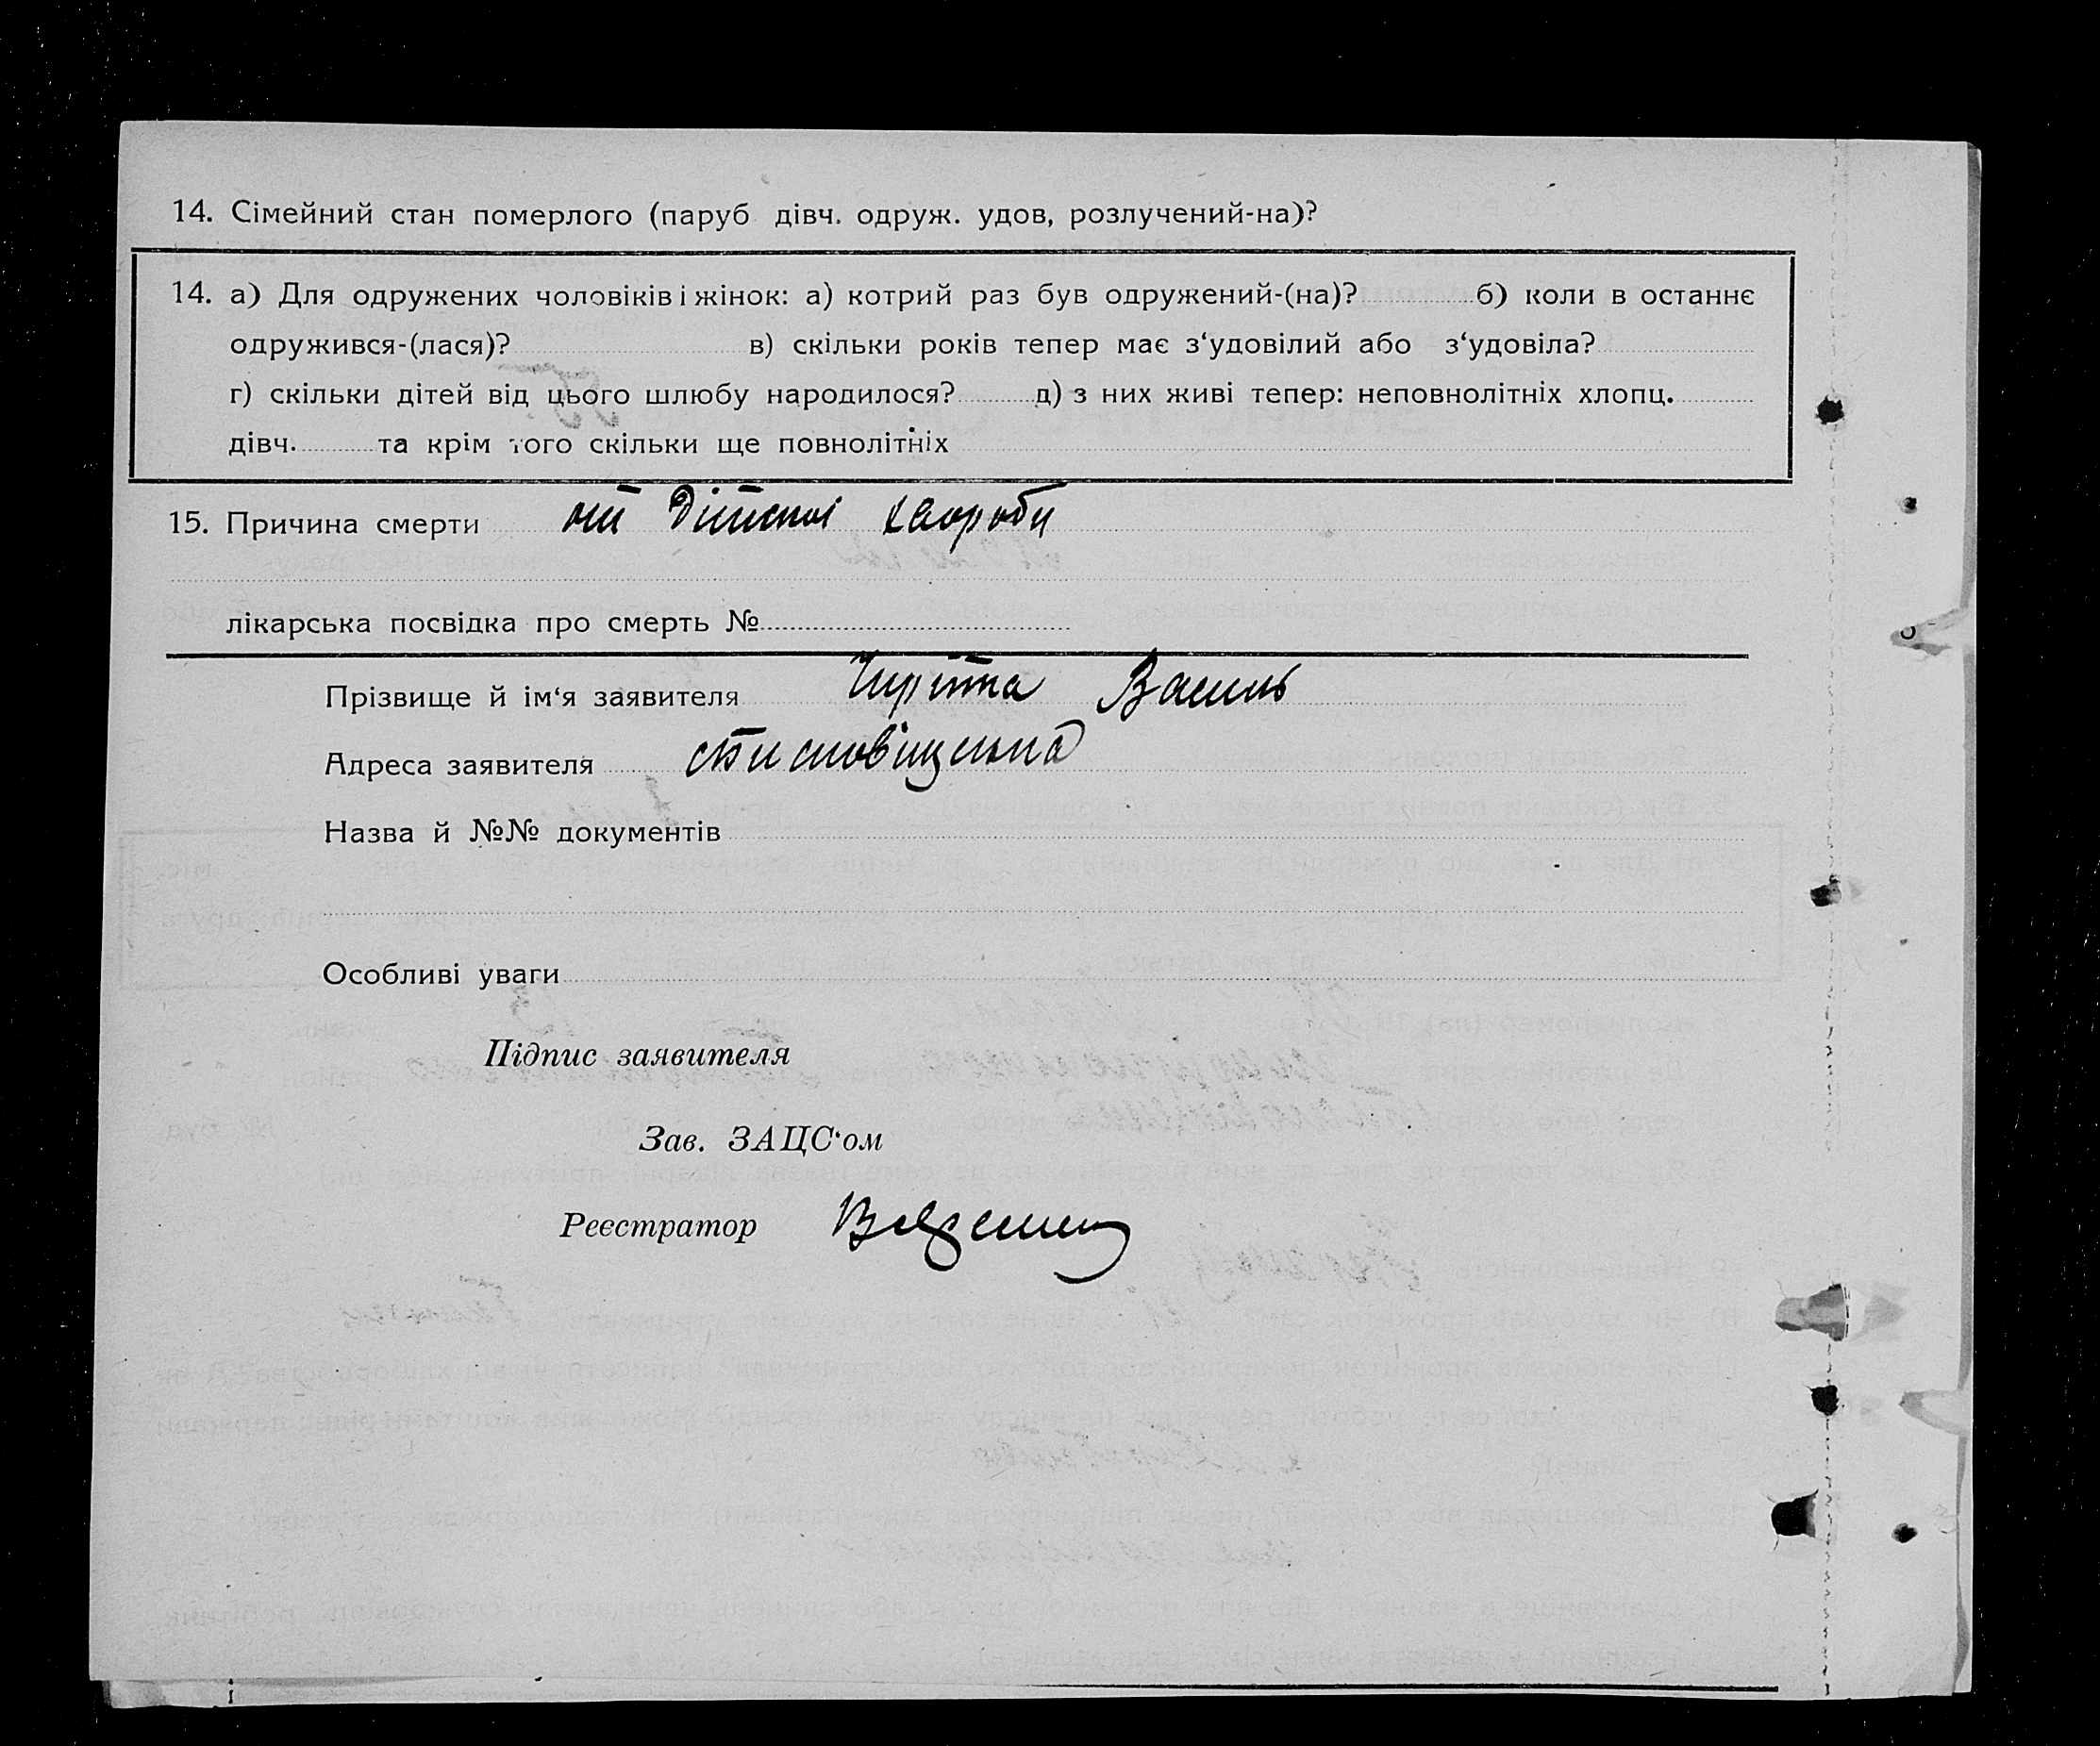 14. Сімейний стан померлого (паруб дівч. одруж. удов, розлучений-на)?
14. а) Для одружених чоловіків і жінок: а) котрий раз був одружений-(на)? б) коли в останнє
одружився-(лася)? в) скільки років тепер має з‘удовілий або з‘удовіла?
г) скільки дітей від цього шлюбу народилося? д) з них живі тепер: неповнолітніх хлопц.
дівч. та крім того скільки ще повнолітніх
15. Причина смерти від дійсної хвороби
лікарська посвідка про смерть №
Прізвище й ім‘я заявителя Василь
Адреса заявителя
Назва й №№ документів
Особливі уваги
Підпис заявителя
Зав. ЗАЦС‘ом
Реєстратор